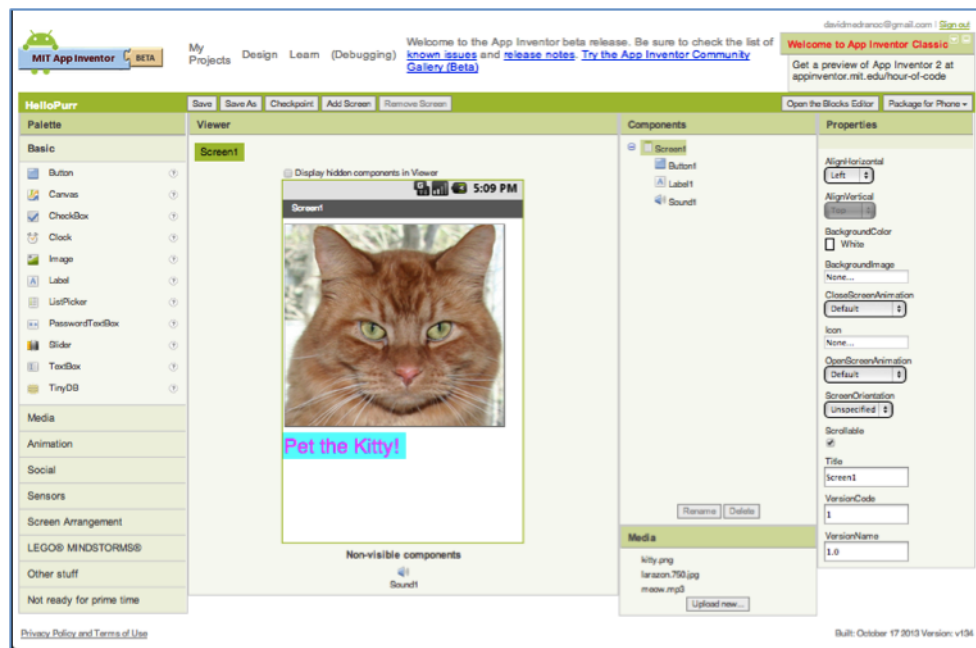 davidmedranoc@gmail.com | Sign out
MIT App Inventor BETA
My Projects Design Learn (Debugging)
Welcome to the App Inventor beta release. Be sure to check the list of
known issues and release notes. Try the App Inventor Community
Gallery (Beta)
Welcome to App Inventor Classic
Get a preview of App Inventor 2 at
appinventor.mit.edu/hour-of-code
HelloPurr
Save Save As Checkpoint Add Screen Remove Screen
Open the Blocks Editor Package for Phone
Palette
Basic
Button
Canvas
CheckBox
Clock
Image
Label
ListPicker
PasswordTextBox
Slider
TextBox
TinyDB
Media
Animation
Social
Sensors
Screen Arrangement
LEGO® MINDSTORMS®
Other stuff
Not ready for prime time
Viewer
Screen1
Display hidden components in Viewer
5:09 PM
Screen1
Pet the Kitty!
Non-visible components
Sound1
Components
Screen1
Button1
Label1
Sound1
Rename Delete
Media
kitty.png
larazon.750.jpg
meow.mp3
Upload new...
Properties
AlignHorizontal
Left
AlignVertical
Top
BackgroundColor
White
BackgroundImage
None...
CloseScreenAnimation
Default
Icon
None...
OpenScreenAnimation
Default
ScreenOrientation
Unspecified
Scrollable
Title
Screen1
VersionCode
1
VersionName
1.0
Privacy Policy and Terms of Use
Built: October 17 2013 Version: v134